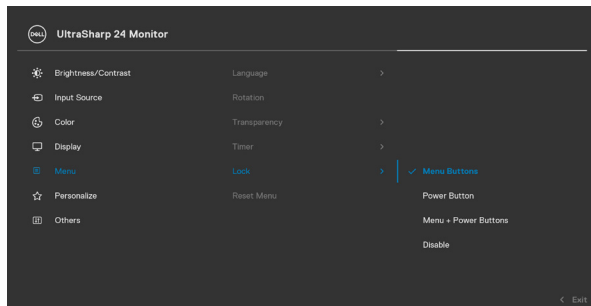 DELL UltraSharp 24 Monitor
Brightness/Contrast
Input Source
Color
Display
Menu
Personalize
Others
Language
Rotation
Transparency
Timer
Lock
Reset Menu
Menu Buttons
Power Button
Menu + Power Buttons
Disable
Exit